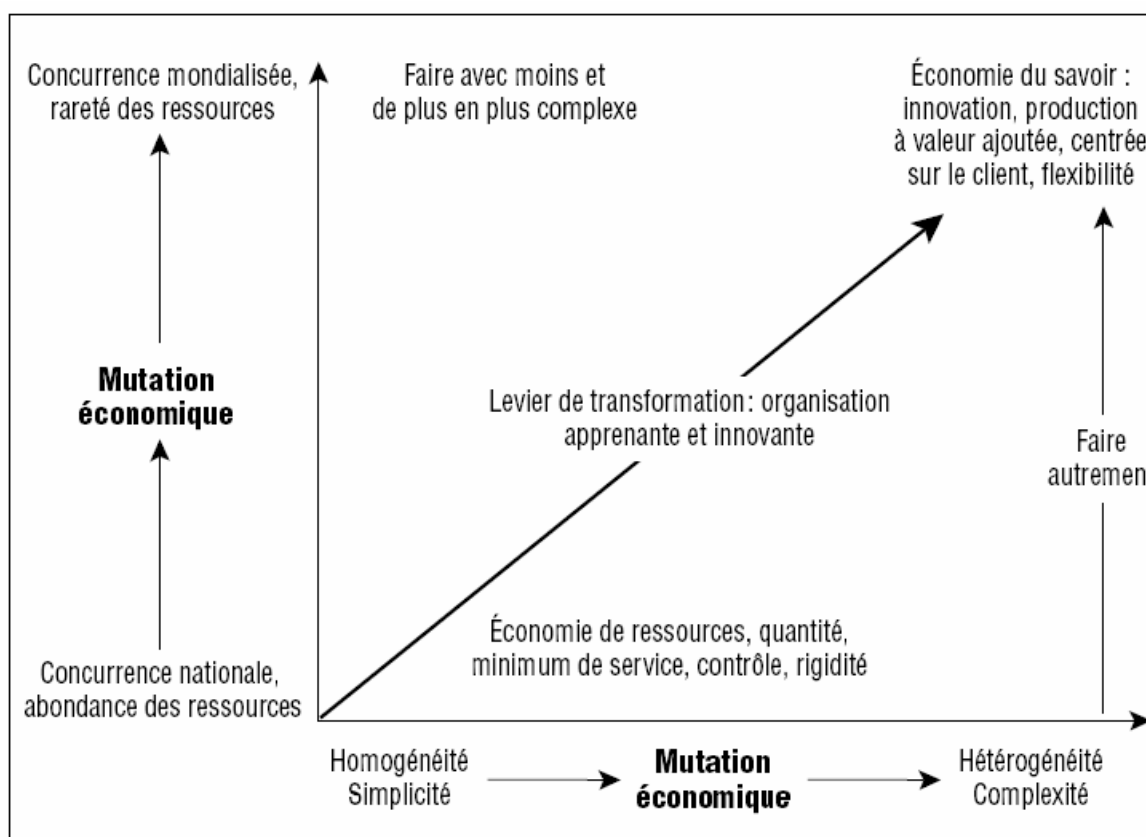 Concurrence mondialisée,
rareté des ressources
Faire avec moins et
de plus en plus complexe
Économie du savoir :
innovation, production
à valeur ajoutée, centrée
sur le client, flexibilité
Mutation
économique
Levier de transformation : organisation
apprenante et innovante
Faire
autremen
Économie de ressources, quantité,
minimum de service, contrôle, rigidité
Concurrence nationale,
abondance des ressources
Homogénéité
Simplicité
Mutation
économique
Hétérogénéité
Complexité